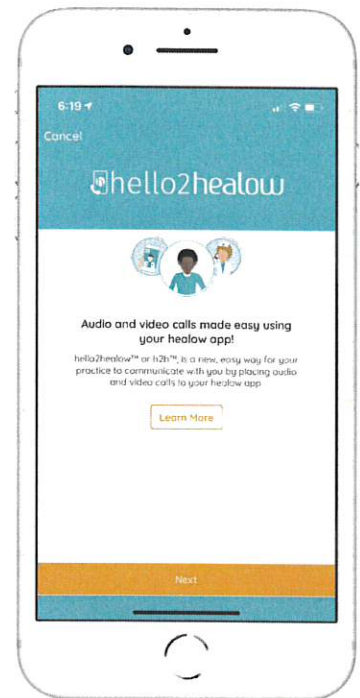 6:19
Cancel
hello2healow
Audio and video calls made easy using
your healow app!
hello2healow™ or h2h™, is a new, easy way for your
practice to communicate with you by placing audio
and video calls to your healow app
Learn More
Next